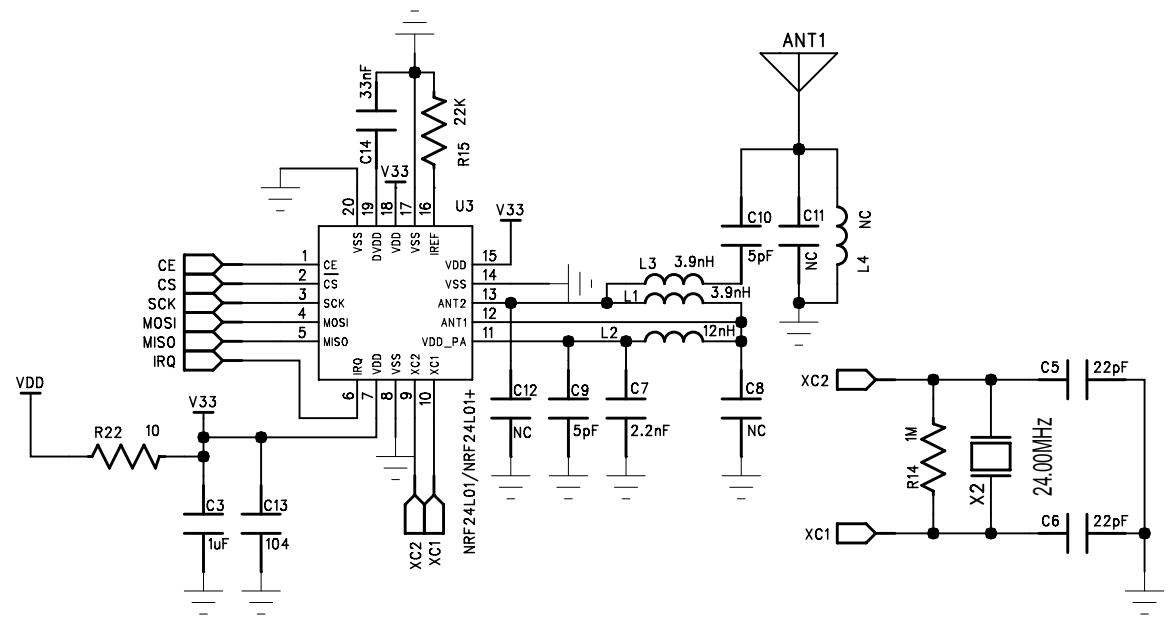 ANT1
33nF
C14
22K
R15
V33
U3
20
19
18
17
16
VSS
DVDD
VDD
VSS
IREF
V33
C10
5pF
C11
NC
NC
L4
CE
CS
SCK
MOSI
MISO
IRQ
1
2
3
4
5
CE
CS
SCK
MOSI
MISO
VDD
VSS
ANT2
ANT1
VDD_PA
15
14
13
12
11
L3
3.9nH
L1
3.9nH
L2
12nH
IRQ
VDD
VSS
XC2
XC1
6
7
8
9
10
NRF24L01/NRF24L01+
C12
NC
C9
5pF
C7
2.2nF
C8
NC
VDD
R22
10
V33
C3
1uF
C13
104
XC2
XC1
XC2
XC1
1M
R14
X2
24.00MHz
C5
22pF
C6
22pF